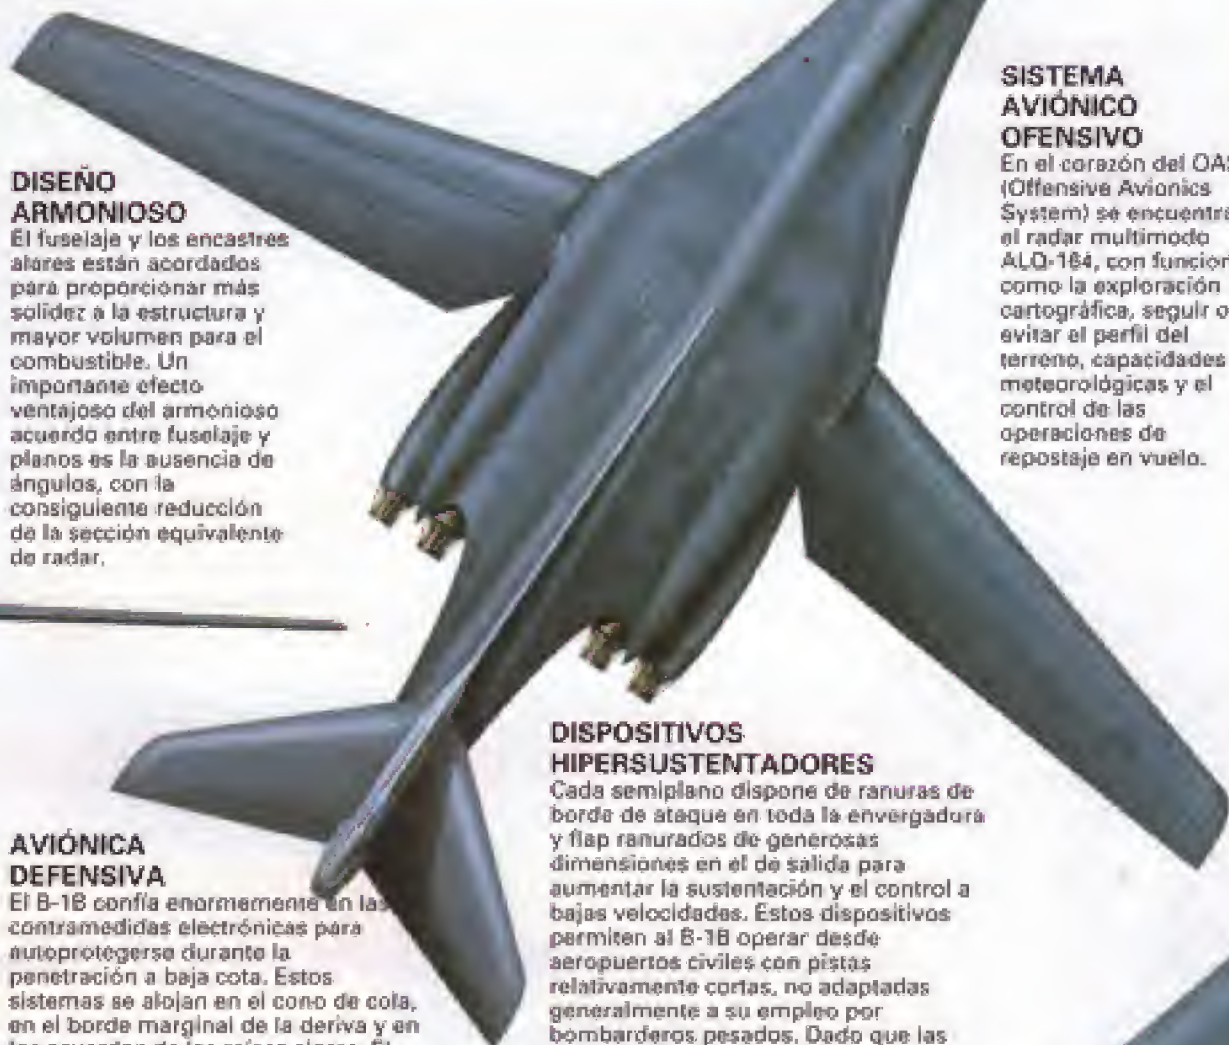 DISEÑO
ARMONIOSO
El fuselaje y los encastres
alares están acordados
para proporcionar más
solidez a la estructura y
mayor volumen para el
combustible. Un
importante efecto
ventajoso del armonioso
acuerdo entre fuselaje y
planos es la ausencia de
ángulos, con la
consiguiente reducción
de la sección equivalente
de radar.
SISTEMA
AVIÓNICO
OFENSIVO
En el corazón del
(Offensive Avionics
System) se encuentra
el radar multimodo
ALQ-164, con
como la exploración
cartográfica, seguir o
evitar el perfil del
terreno, capacidades
meteorológicas y el
control de las
operaciones de
repostaje en vuelo.
AVIÓNICA
DEFENSIVA
El B-1B confía enormemente en las
contramedidas electrónicas para
autoprotegerse durante la
penetración a baja cota. Estos
sistemas se alojan en el cono de cola,
en el borde marginal de la deriva y en
DISPOSITIVOS
HIPERSUSTENTADORES
Cada semiplano dispone de ranuras de
borde de ataque en toda la envergadura
y flap ranurados de generosas
dimensiones en el de salida para
aumentar la sustentación y el control a
bajas velocidades. Estos dispositivos
permiten al B-1B operar desde
aeropuertos civiles con pistas
relativamente cortas, no adaptadas
generalmente a su empleo por
bombarderos pesados. Dado que las